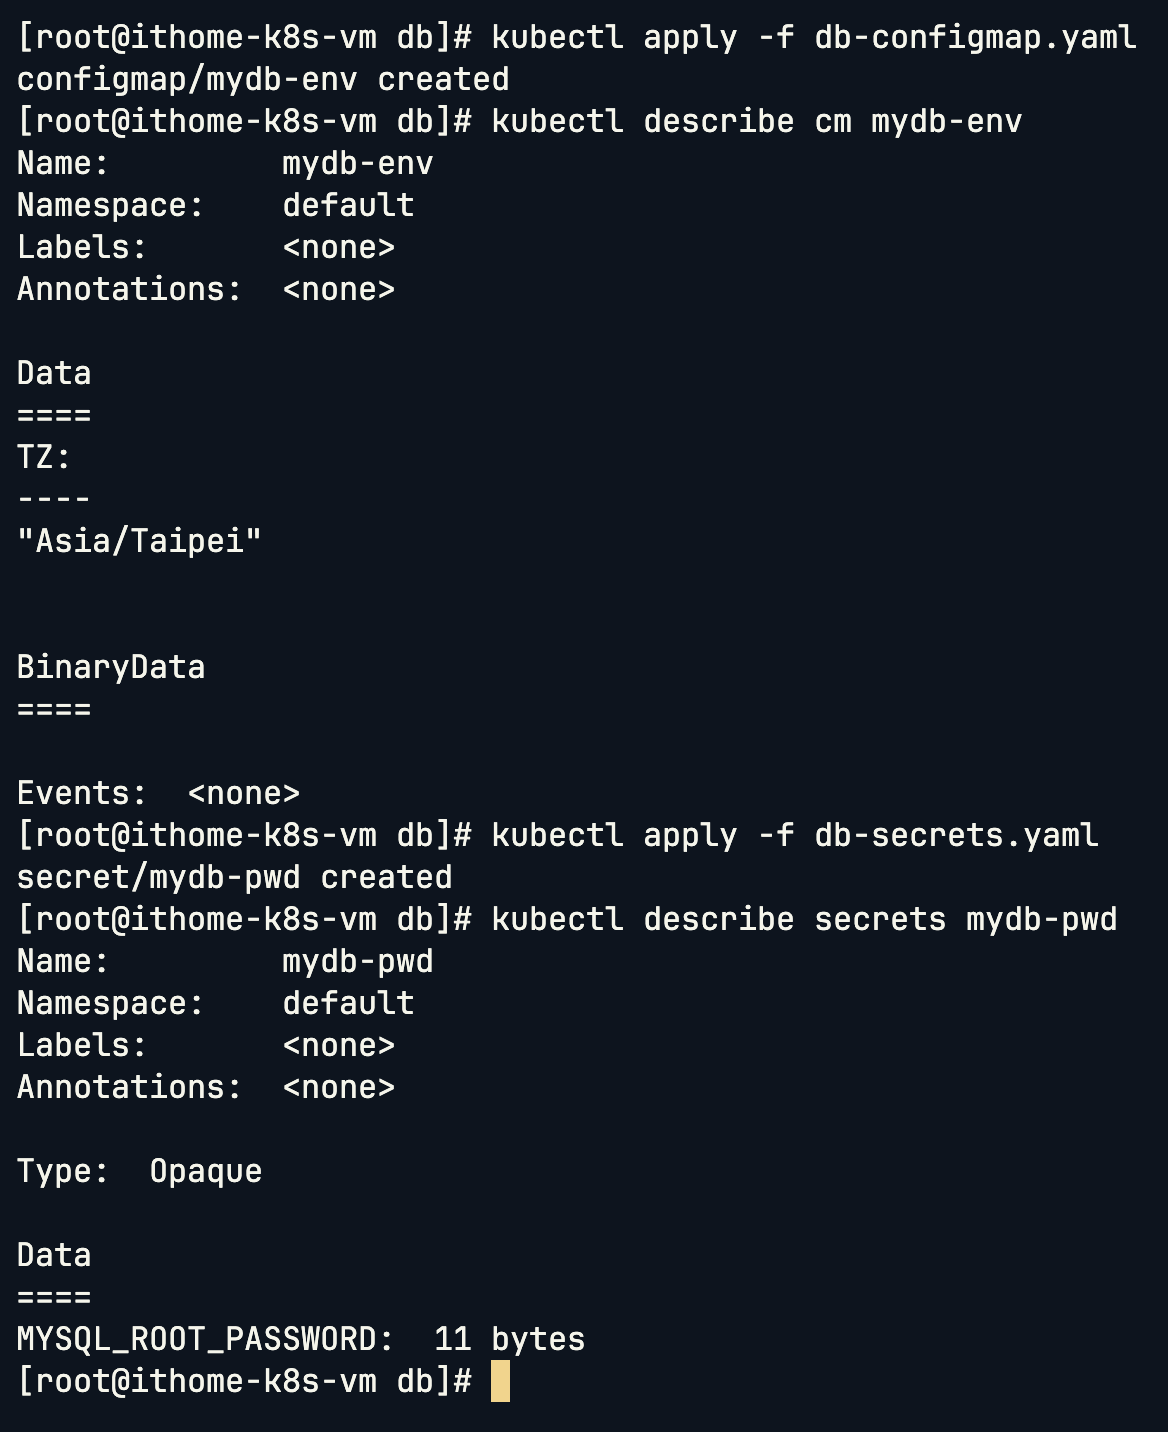 [root@ithome-k8s-vm db]# kubectl apply -f db-configmap.yaml
configmap/mydb-env created
[root@ithome-k8s-vm db]# kubectl describe cm mydb-env
Name:         mydb-env
Namespace:    default
Labels:       <none>
Annotations:  <none>

Data
====
TZ:
----
"Asia/Taipei"


BinaryData
====

Events:  <none>
[root@ithome-k8s-vm db]# kubectl apply -f db-secrets.yaml
secret/mydb-pwd created
[root@ithome-k8s-vm db]# kubectl describe secrets mydb-pwd
Name:         mydb-pwd
Namespace:    default
Labels:       <none>
Annotations:  <none>

Type:  Opaque

Data
====
MYSQL_ROOT_PASSWORD:  11 bytes
[root@ithome-k8s-vm db]#